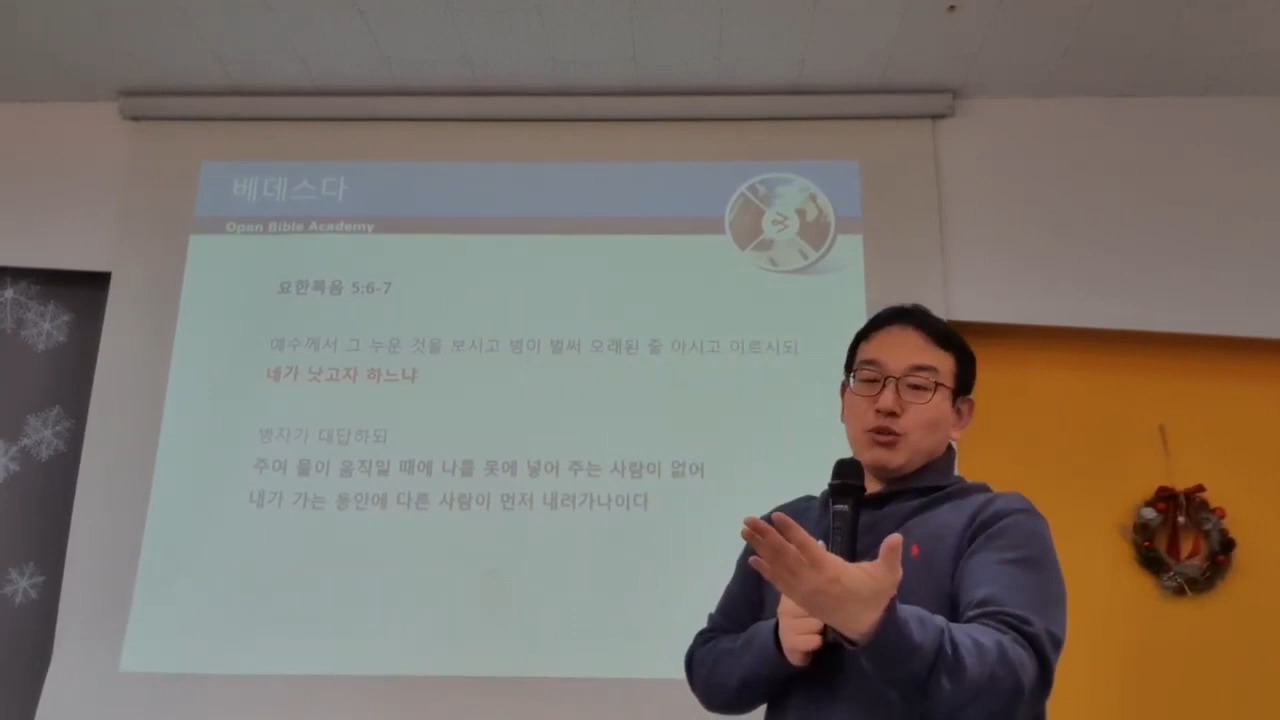 베데스다
Open Bible Academy
요한복음 5:6-7
예수께서 그 누운 것을 보시고 병이 벌써 오래된 줄 아시고 이르시되
네가 낫고자 하느냐
병자가 대답하되
주여 물이 움직일 때에 나를 못에 넣어 주는 사람이 없어
내가 가는 동안에 다른 사람이 먼저 내려가나이다